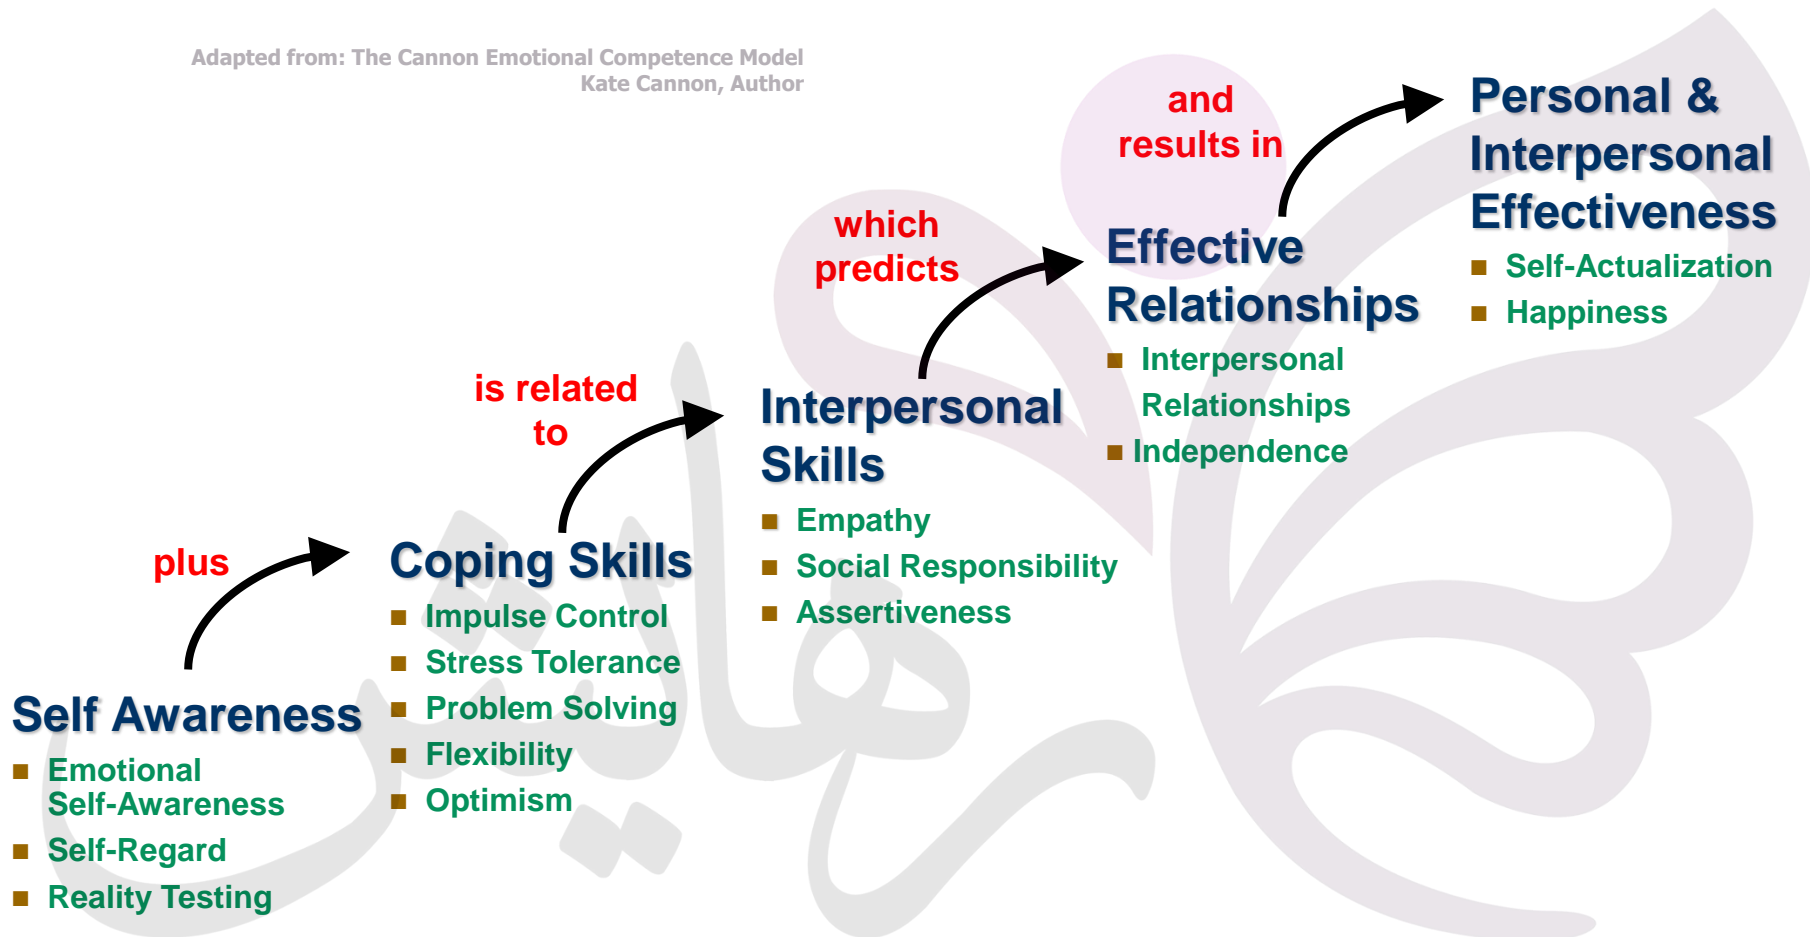 Adapted from: The Cannon Emotional Competence Model
Kate Cannon, Author
Self Awareness
■ Emotional
Self-Awareness
■ Self-Regard
■ Reality Testing
plus
Coping Skills
■ Impulse Control
■ Stress Tolerance
■ Problem Solving
■ Flexibility
■ Optimism
is related
to
Interpersonal
Skills
■ Empathy
■ Social Responsibility
■ Assertiveness
which
predicts
Effective
Relationships
■ Interpersonal
Relationships
■ Independence
and
results in
Personal &
Interpersonal
Effectiveness
■ Self-Actualization
■ Happiness
رهایش